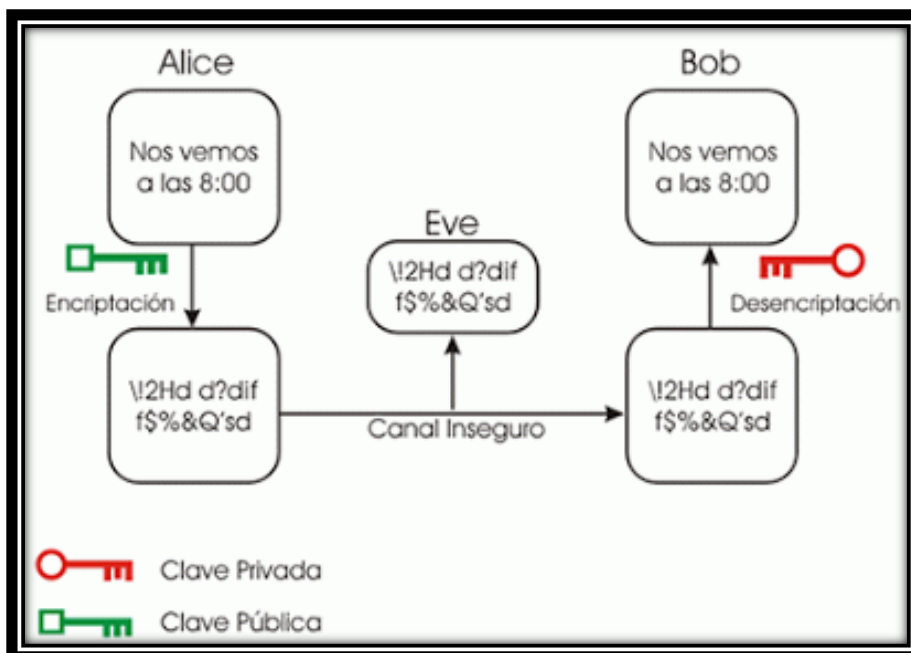 Alice
Bob
Nos vemos
a las 8:00
Nos vemos
a las 8:00
Eve
\!2Hd d?dif
f$%&Q'sd
Encriptación
Desencriptación
\!2Hd d?dif
f$%&Q'sd
\!2Hd d?dif
f$%&Q'sd
Canal Inseguro
Clave Privada
Clave Pública